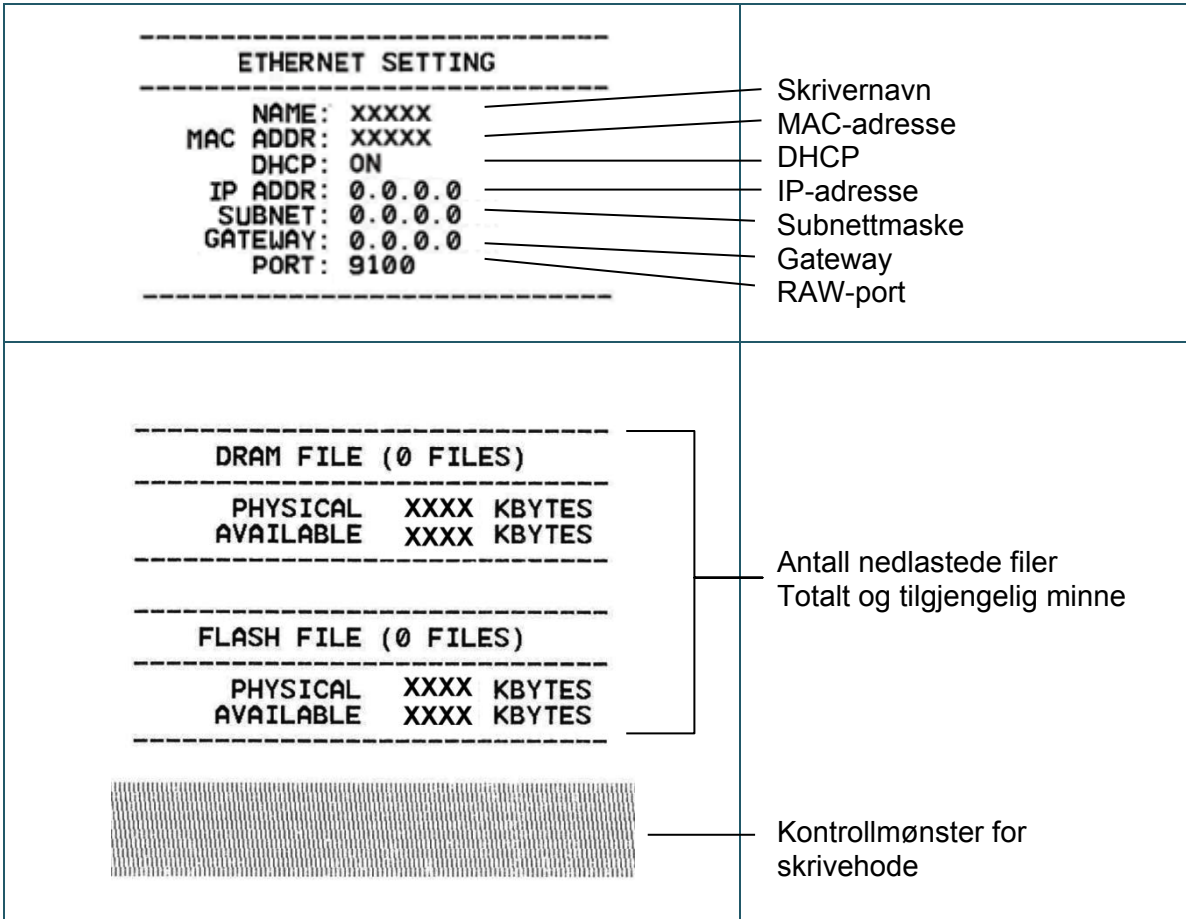 ETHERNET SETTING
NAME: XXXXX
MAC ADDR: XXXXX
DHCP: ON
IP ADDR: 0.0.0.0
SUBNET: 0.0.0.0
GATEWAY: 0.0.0.0
PORT: 9100
Skrivernavn
MAC-adresse
DHCP
IP-adresse
Subnettmaske
Gateway
RAW-port
DRAM FILE (0 FILES)
PHYSICAL XXXX KBYTES
AVAILABLE XXXX KBYTES
FLASH FILE (0 FILES)
PHYSICAL XXXX KBYTES
AVAILABLE XXXX KBYTES
Antall nedlastede filer
Totalt og tilgjengelig minne
Kontrollmønster for
skrivehode